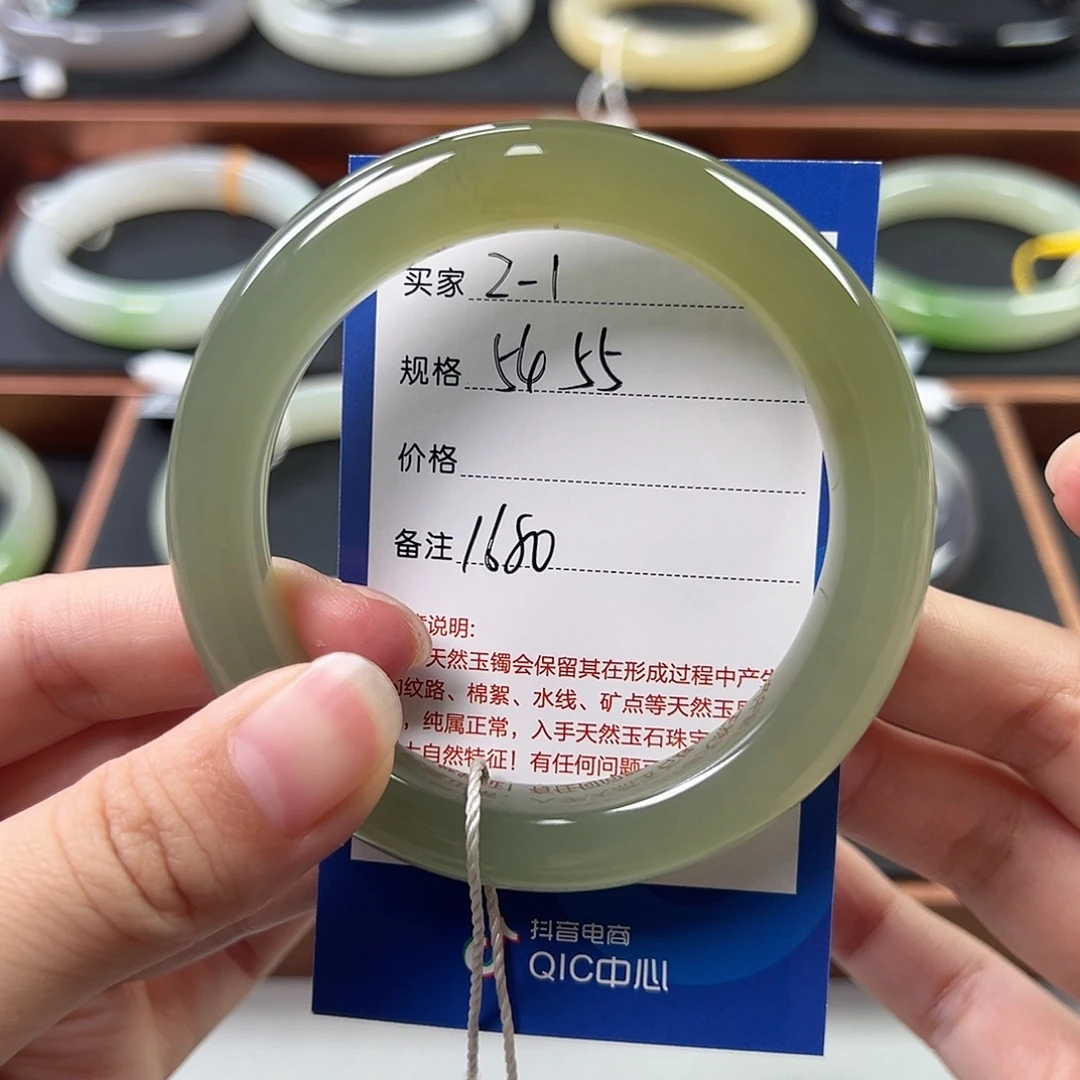 买家 2-1
规格 54 55
价格
备注 1680
说明:
天然玉镯会保留其在形成过程中产生
的纹路、棉絮、水线、矿点等天然玉
，纯属正常，入手天然玉石珠宝
大自然特征！有任何问题
抖音电商
QIC中心